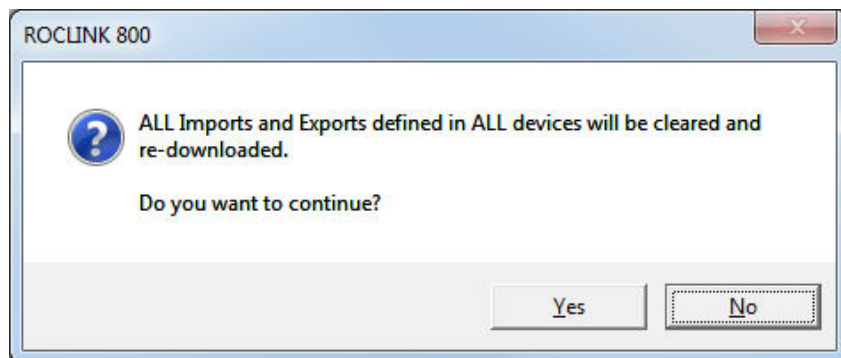 ROCLINK 800
ALL Imports and Exports defined in ALL devices will be cleared and
re-downloaded.
Do you want to continue?
Yes
No